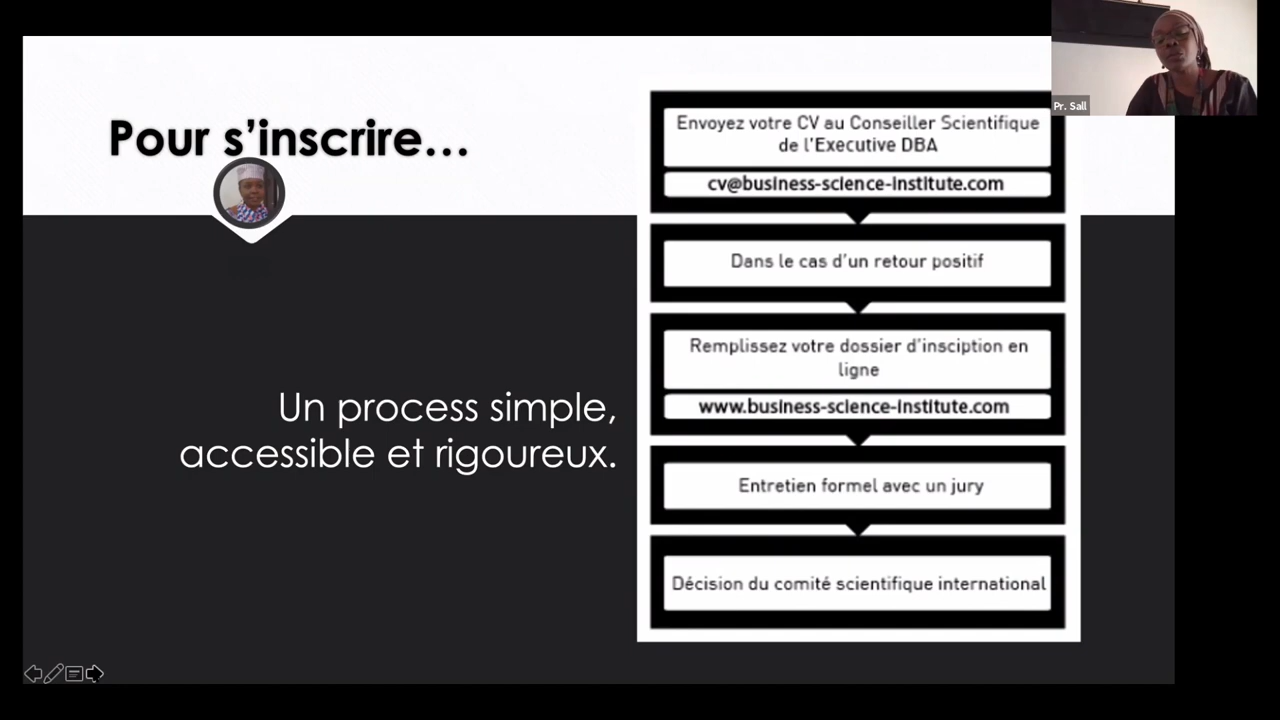 Pour s'inscrire...
Un process simple,
accessible et rigoureux.
Envoyez votre CV au Conseiller Scientifique
de l'Executive DBA
cv@business-science-institute.com
Dans le cas d'un retour positif
Remplissez votre dossier d'insciption en
ligne
www.business-science-institute.com
Entretien formel avec un jury
Décision du comité scientifique international
Pr. Sall